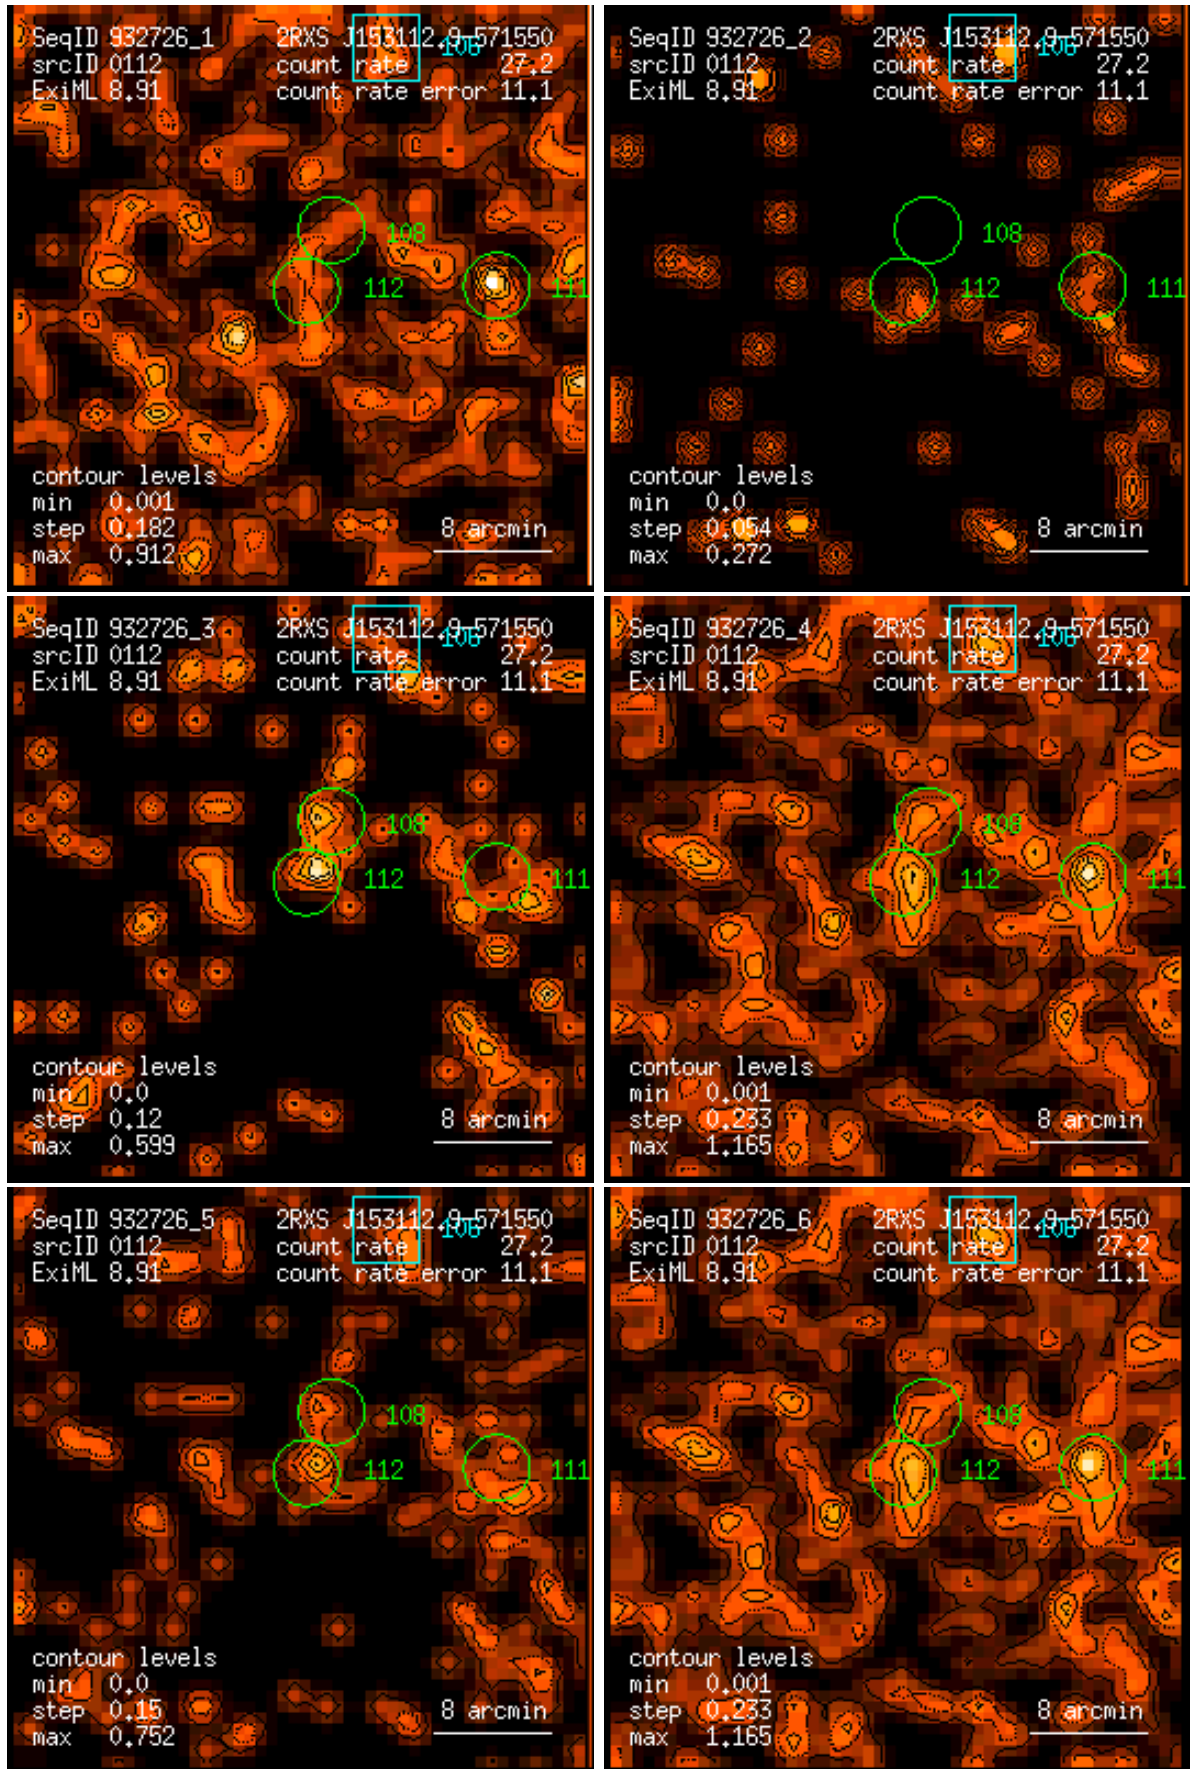 SeqID 932726_1 2RXS J153112.9-571550
106
srcID 0112 count rate 27.2
ExiML 8.91 count rate error 11.1
108
112
111
contour levels
min 0.001
step 0.182 8 arcmin
max 0.912
SeqID 932726_2 2RXS J153112.9-571550
106
srcID 0112 count rate 27.2
ExiML 8.91 count rate error 11.1
108
112
111
contour levels
min 0.0
step 0.054 8 arcmin
max 0.272
SeqID 932726_3 2RXS J153112.9-571550
106
srcID 0112 count rate 27.2
ExiML 8.91 count rate error 11.1
108
112
111
contour levels
min 0.0
step 0.12 8 arcmin
max 0.599
SeqID 932726_4 2RXS J153112.9-571550
106
srcID 0112 count rate 27.2
ExiML 8.91 count rate error 11.1
108
112
111
contour levels
min 0.001
step 0.233 8 arcmin
max 1.165
SeqID 932726_5 2RXS J153112.9-571550
106
srcID 0112 count rate 27.2
ExiML 8.91 count rate error 11.1
108
112
111
contour levels
min 0.0
step 0.15 8 arcmin
max 0.752
SeqID 932726_6 2RXS J153112.9-571550
106
srcID 0112 count rate 27.2
ExiML 8.91 count rate error 11.1
108
112
111
contour levels
min 0.001
step 0.233 8 arcmin
max 1.165